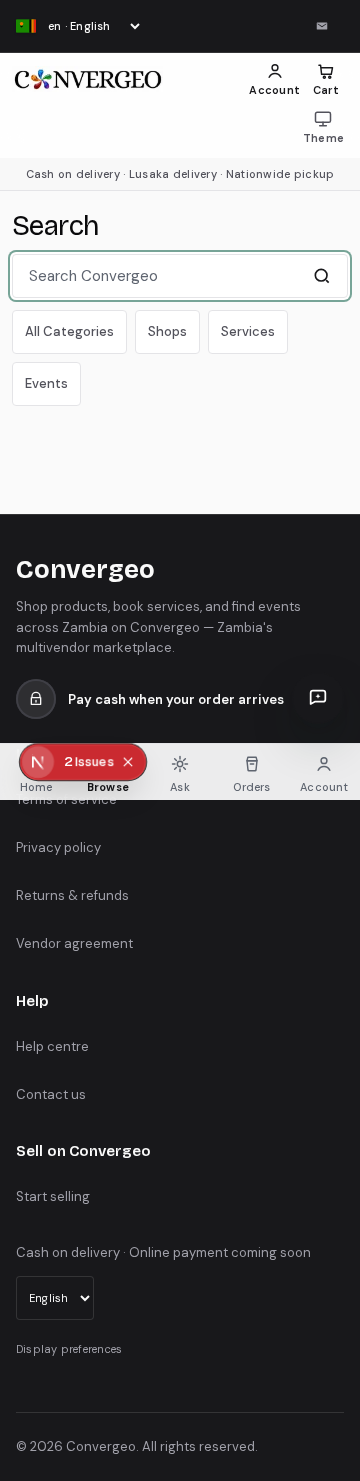 en · English
CONVERGEO
Account
Cart
Theme
Cash on delivery · Lusaka delivery · Nationwide pickup
Search
Search Convergeo
All Categories
Shops
Services
Events
Convergeo
Shop products, book services, and find events
across Zambia on Convergeo — Zambia's
multivendor marketplace.
Pay cash when your order arrives
N 2 Issues
Home
Browse
Ask
Orders
Account
Terms of service
Privacy policy
Returns & refunds
Vendor agreement
Help
Help centre
Contact us
Sell on Convergeo
Start selling
Cash on delivery · Online payment coming soon
English
Display preferences
© 2026 Convergeo. All rights reserved.